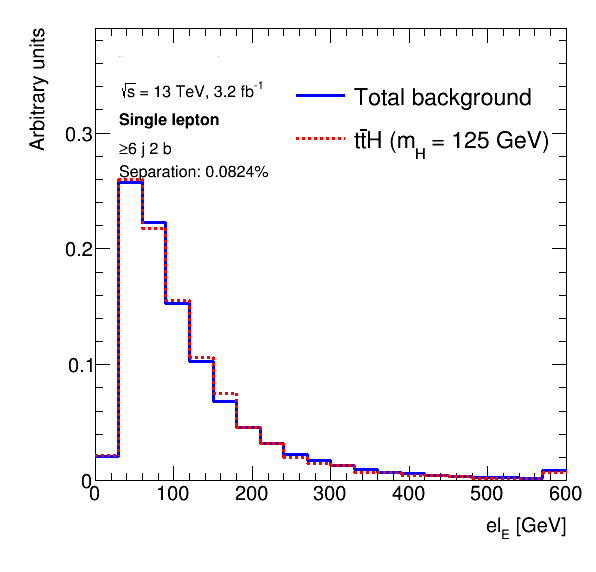 Arbitrary units
√s = 13 TeV, 3.2 fb⁻¹
Single lepton
≥6 j 2 b
Separation: 0.0824%
Total background
tt̄H (m_H = 125 GeV)
0.3
0.2
0.1
0
0 100 200 300 400 500 600
el_E [GeV]